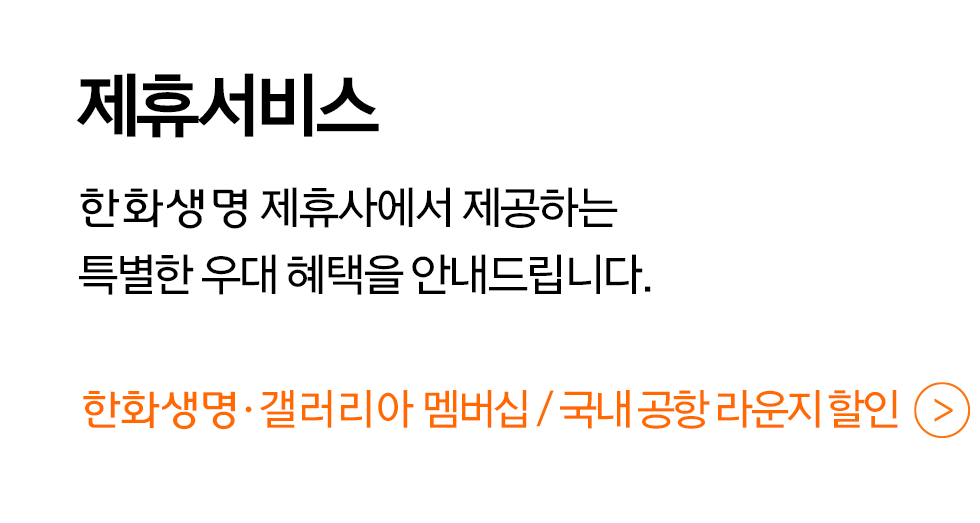 제휴서비스
한화생명 제휴사에서 제공하는
특별한 우대 혜택을 안내드립니다.
한화생명·갤러리아 멤버십 / 국내 공항 라운지 할인 >